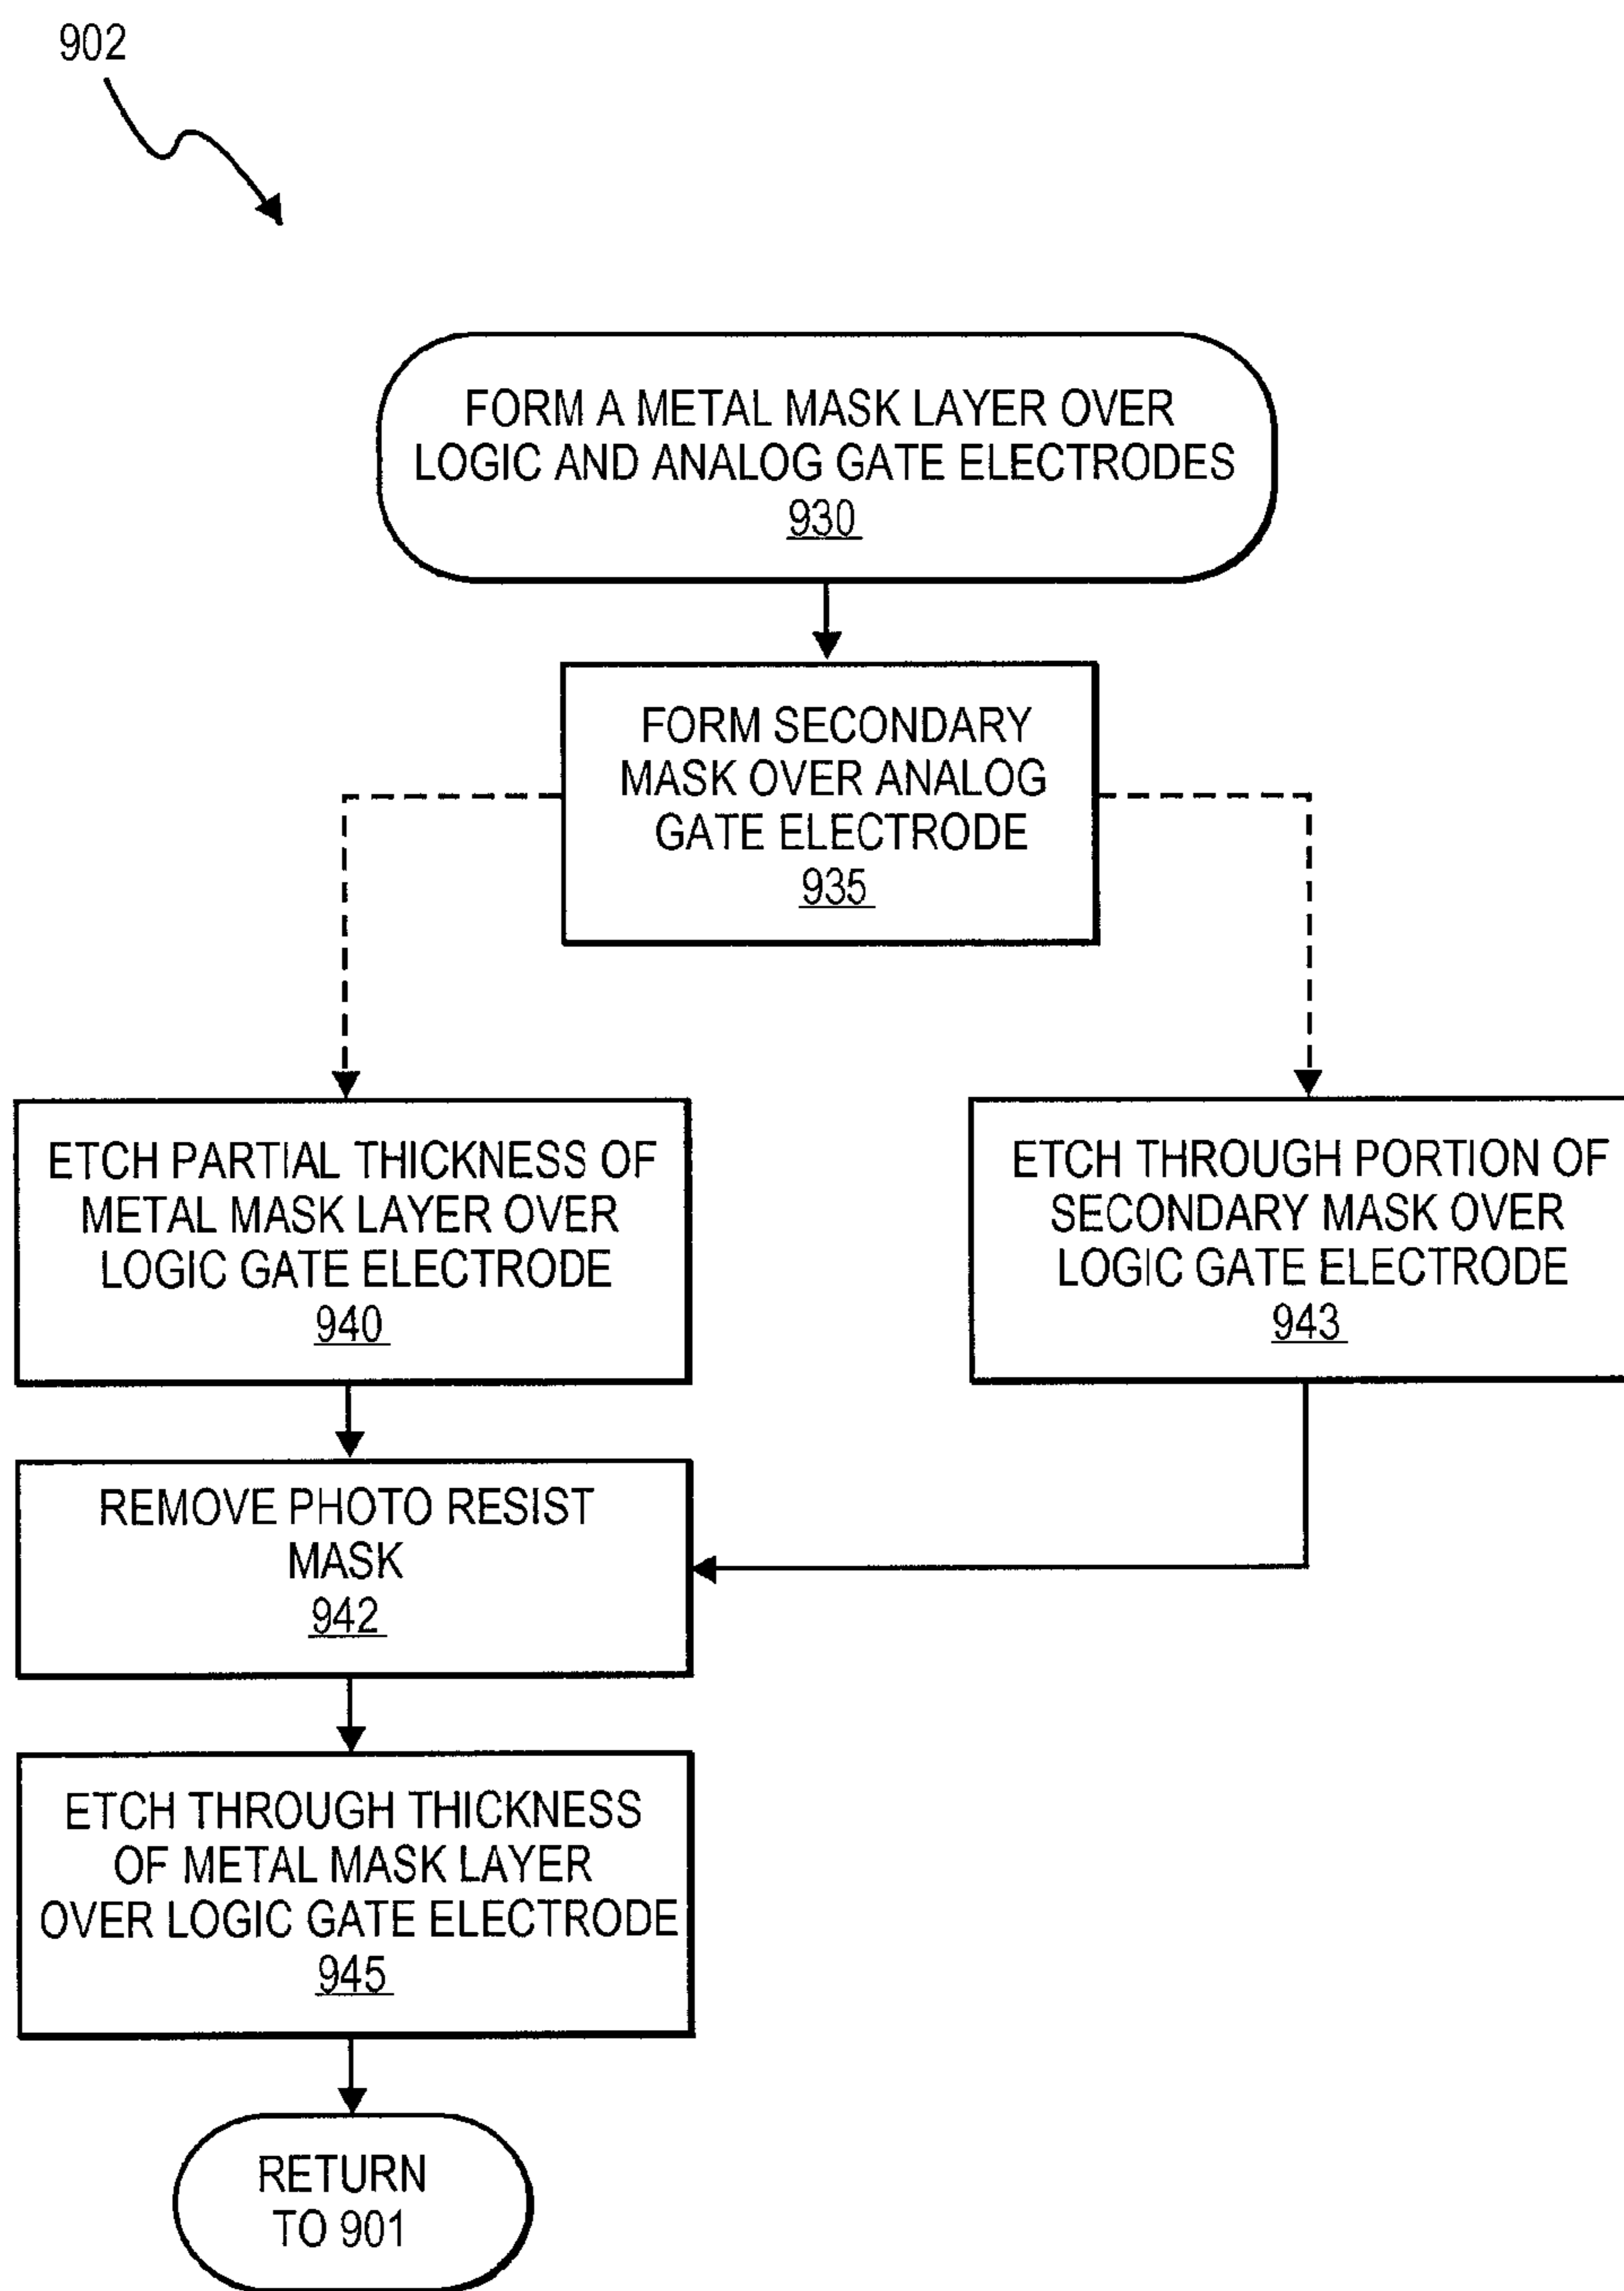 902
FORM A METAL MASK LAYER OVER
LOGIC AND ANALOG GATE ELECTRODES
930
FORM SECONDARY
MASK OVER ANALOG
GATE ELECTRODE
935
ETCH PARTIAL THICKNESS OF
METAL MASK LAYER OVER
LOGIC GATE ELECTRODE
940
ETCH THROUGH PORTION OF
SECONDARY MASK OVER
LOGIC GATE ELECTRODE
943
REMOVE PHOTO RESIST
MASK
942
ETCH THROUGH THICKNESS
OF METAL MASK LAYER
OVER LOGIC GATE ELECTRODE
945
RETURN
TO 901